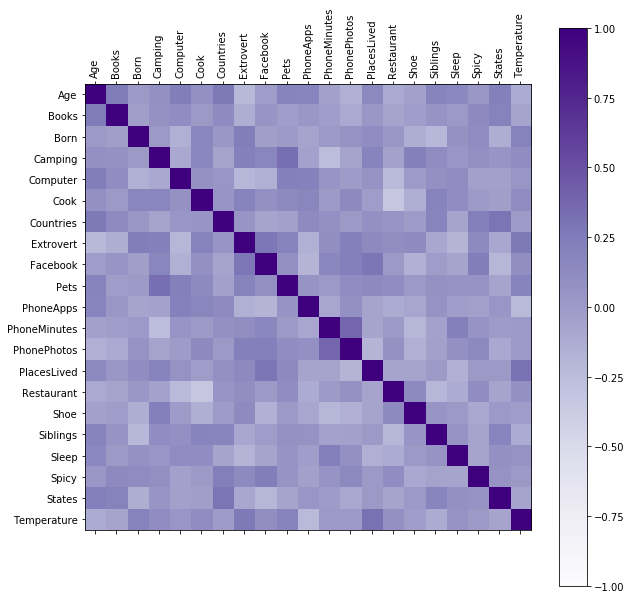 Age
Books
Born
Camping
Computer
Cook
Countries
Extrovert
Facebook
Pets
PhoneApps
PhoneMinutes
PhonePhotos
PlacesLived
Restaurant
Shoe
Siblings
Sleep
Spicy
States
Temperature
Age
Books
Born
Camping
Computer
Cook
Countries
Extrovert
Facebook
Pets
PhoneApps
PhoneMinutes
PhonePhotos
PlacesLived
Restaurant
Shoe
Siblings
Sleep
Spicy
States
Temperature
1.00
0.75
0.50
0.25
0.00
−0.25
−0.50
−0.75
−1.00